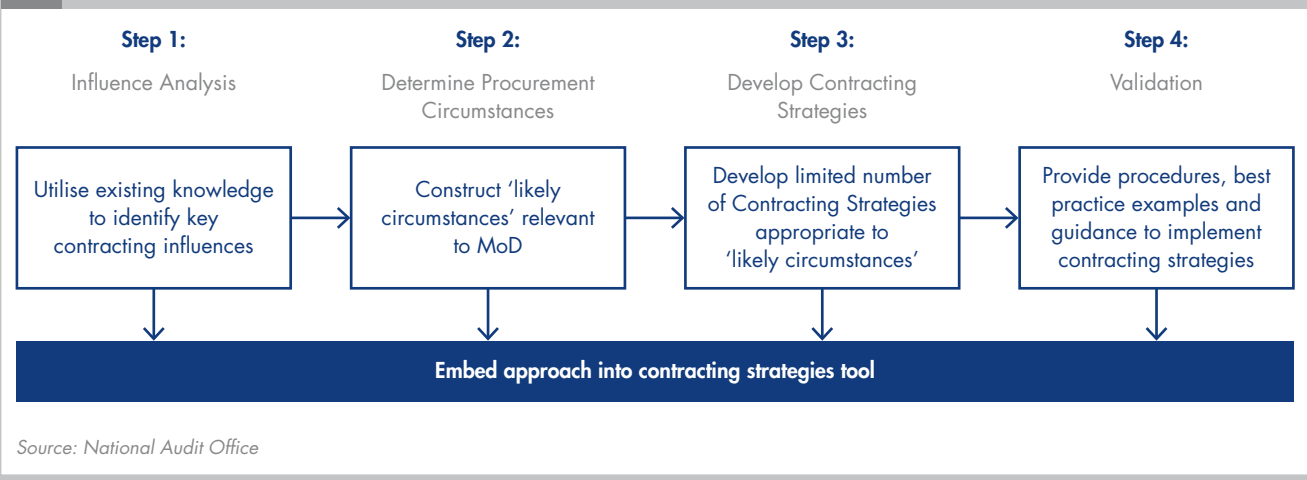 Step 1:
Influence Analysis
Utilise existing knowledge
to identify key
contracting influences
Step 2:
Determine Procurement
Circumstances
Construct ‘likely
circumstances’ relevant
to MoD
Step 3:
Develop Contracting
Strategies
Develop limited number
of Contracting Strategies
appropriate to
‘likely circumstances’
Step 4:
Validation
Provide procedures, best
practice examples and
guidance to implement
contracting strategies
Embed approach into contracting strategies tool
Source: National Audit Office